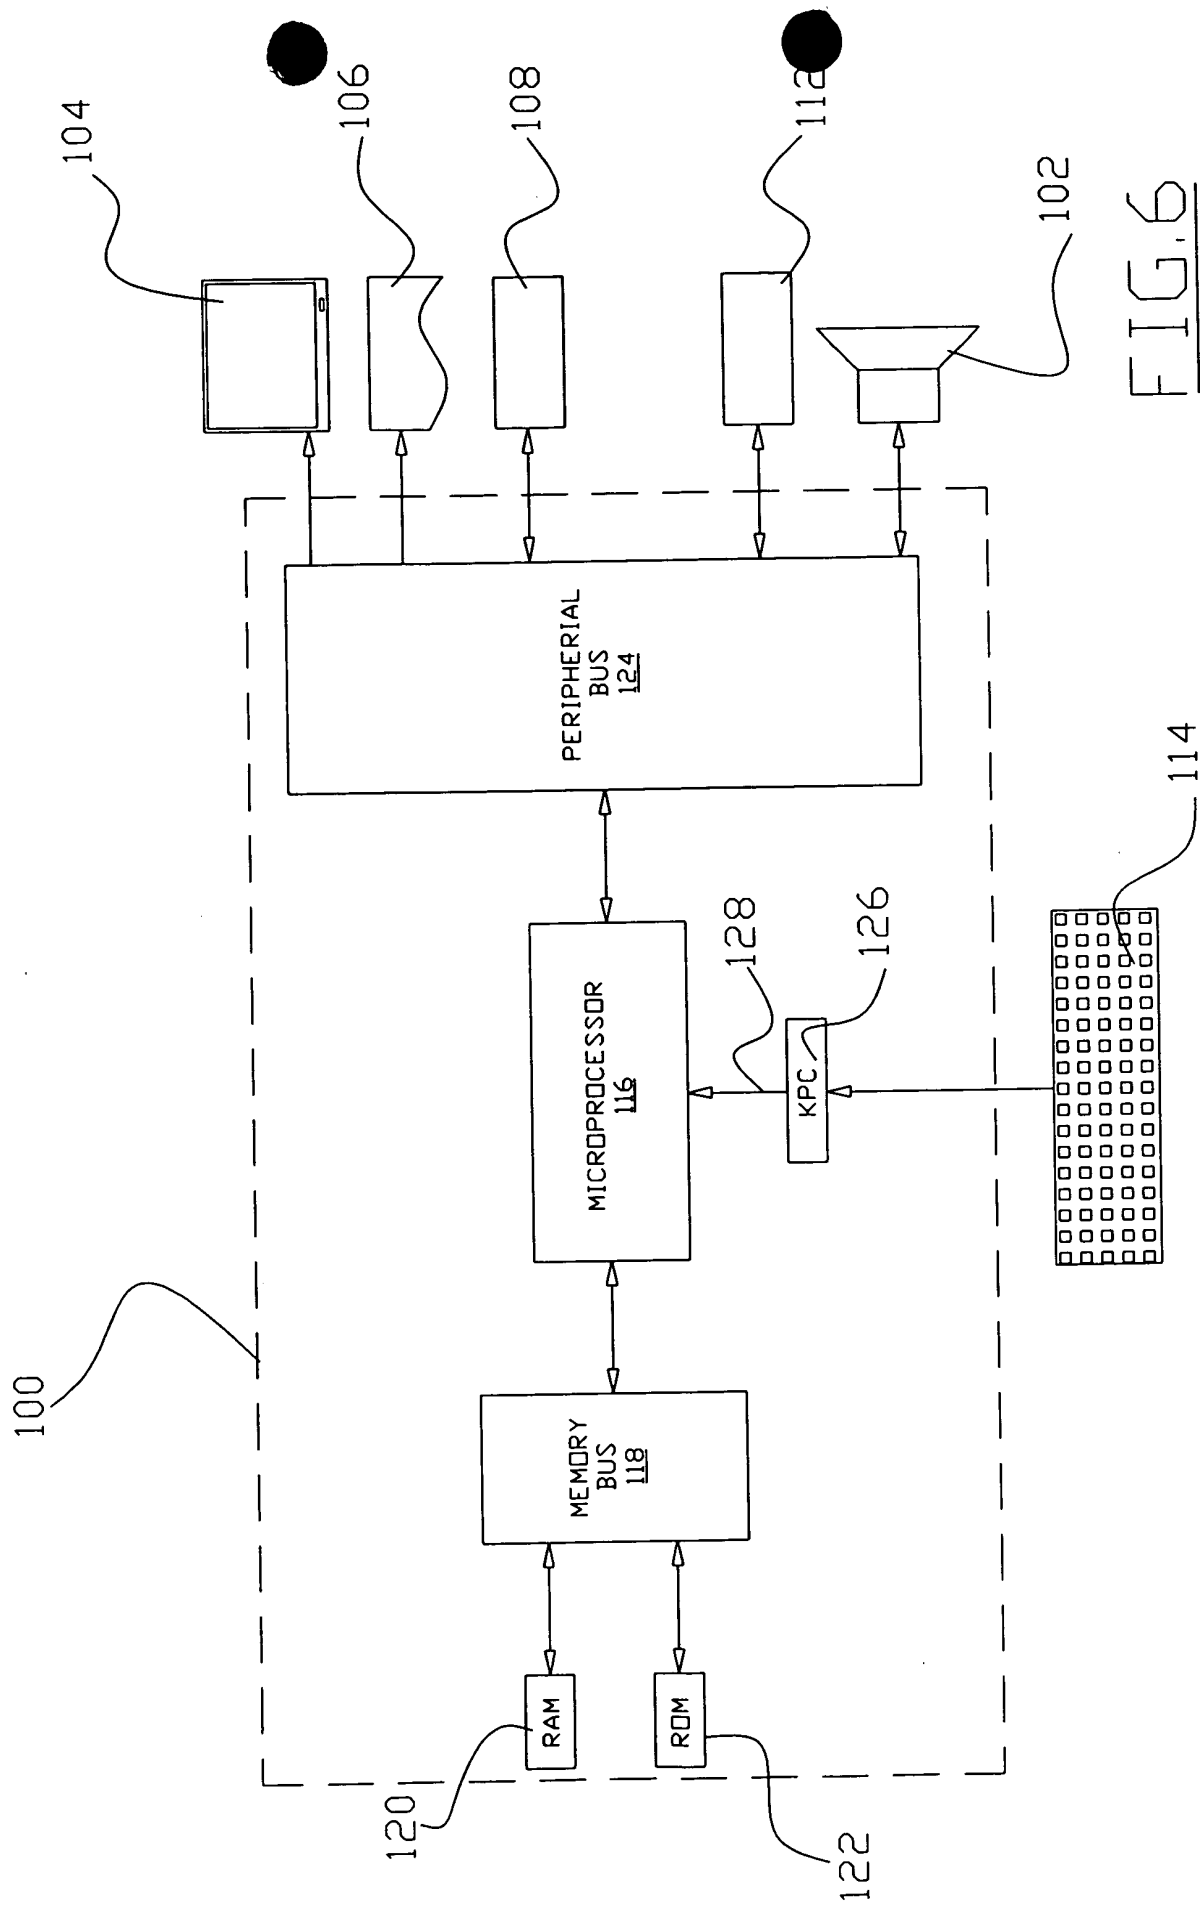 100
104
106
108
112
102
PERIPHERIAL
BUS
124
MICROPROCESSOR
116
128
KPC
126
114
MEMORY
BUS
118
RAM
120
ROM
122
FIG.6